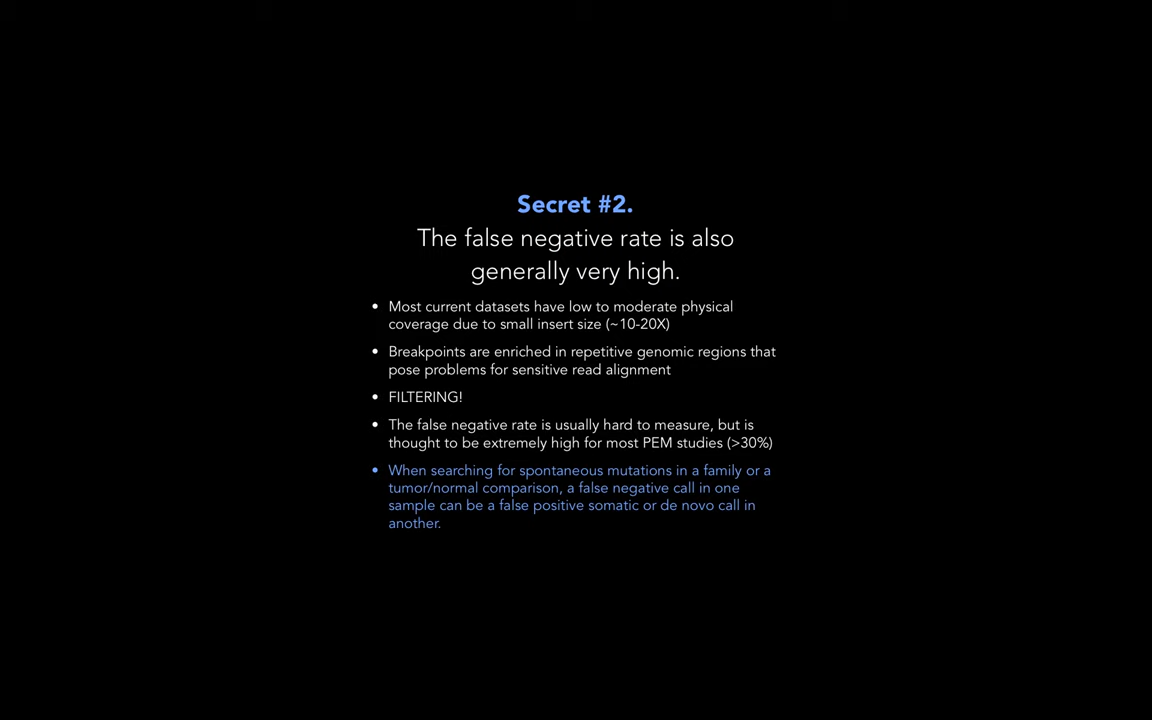 Secret #2.
The false negative rate is also
generally very high.
• Most current datasets have low to moderate physical
coverage due to small insert size (~10-20X)
• Breakpoints are enriched in repetitive genomic regions that
pose problems for sensitive read alignment
• FILTERING!
• The false negative rate is usually hard to measure, but is
thought to be extremely high for most PEM studies (>30%)
• When searching for spontaneous mutations in a family or a
tumor/normal comparison, a false negative call in one
sample can be a false positive somatic or de novo call in
another.